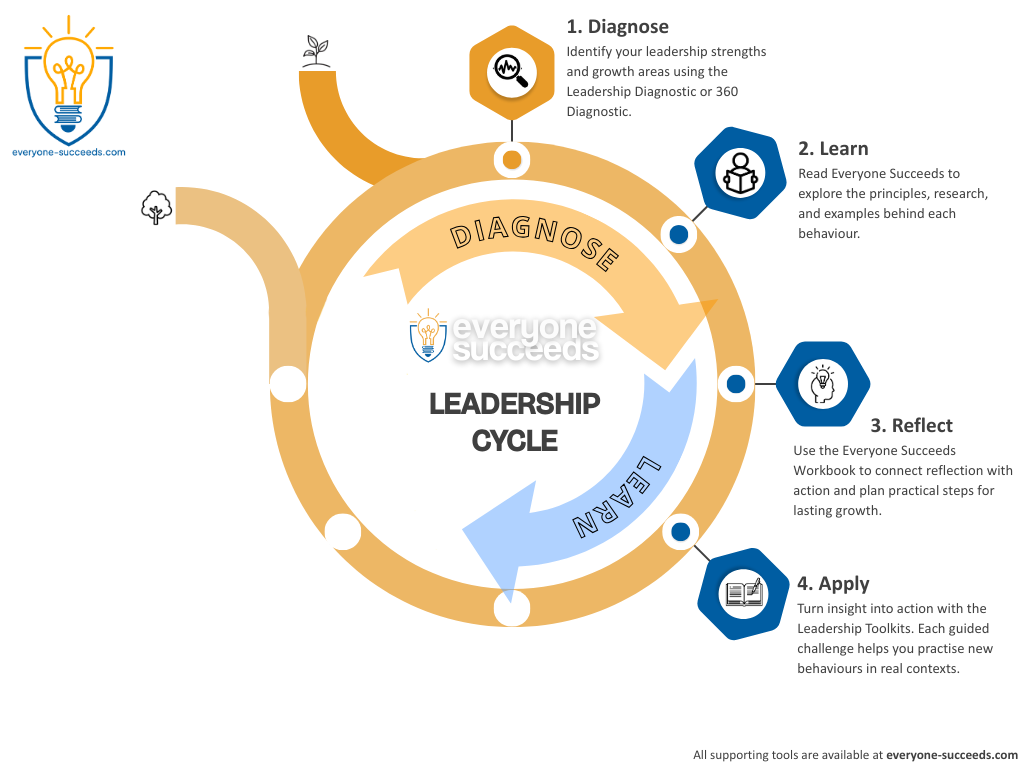 everyone-succeeds.com
1. Diagnose
Identify your leadership strengths
and growth areas using the
Leadership Diagnostic or 360
Diagnostic.
2. Learn
Read Everyone Succeeds to
explore the principles, research,
and examples behind each
behaviour.
DIAGNOSE
everyone
succeeds
LEADERSHIP
CYCLE
LEARN
3. Reflect
Use the Everyone Succeeds
Workbook to connect reflection with
action and plan practical steps for
lasting growth.
4. Apply
Turn insight into action with the
Leadership Toolkits. Each guided
challenge helps you practise new
behaviours in real contexts.
All supporting tools are available at everyone-succeeds.com